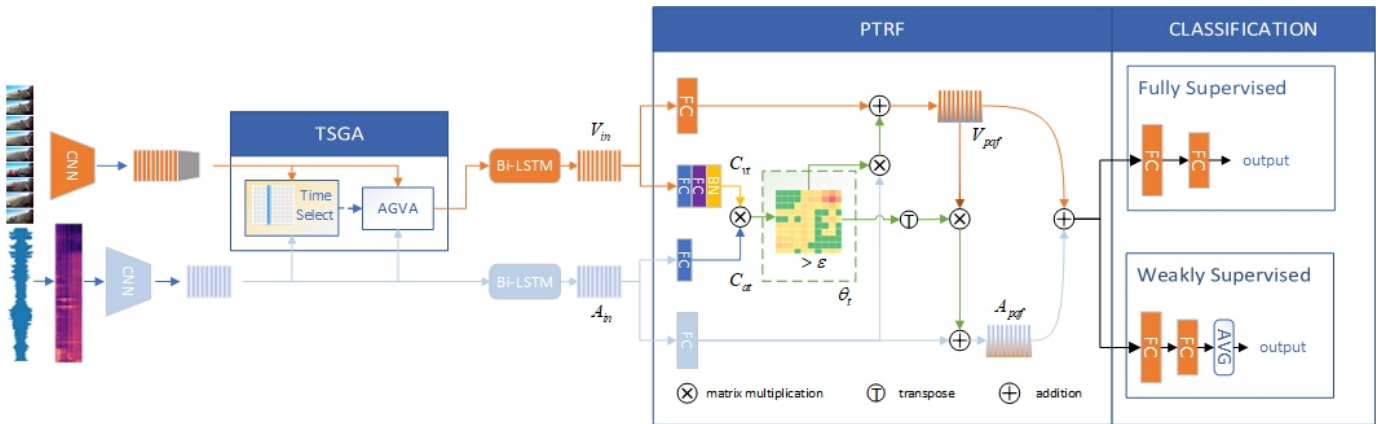 PTRF
CLASSIFICATION
CNN
TSGA
Time
Select
AGVA
Bi-LSTM
V_in
FC
FC
FC
BN
C_vt
> ε
θ_t
T
V_paf
Fully Supervised
FC
FC
output
CNN
Bi-LSTM
A_in
FC
C_at
FC
A_paf
Weakly Supervised
FC
FC
AVG
output
matrix multiplication
T
transpose
addition